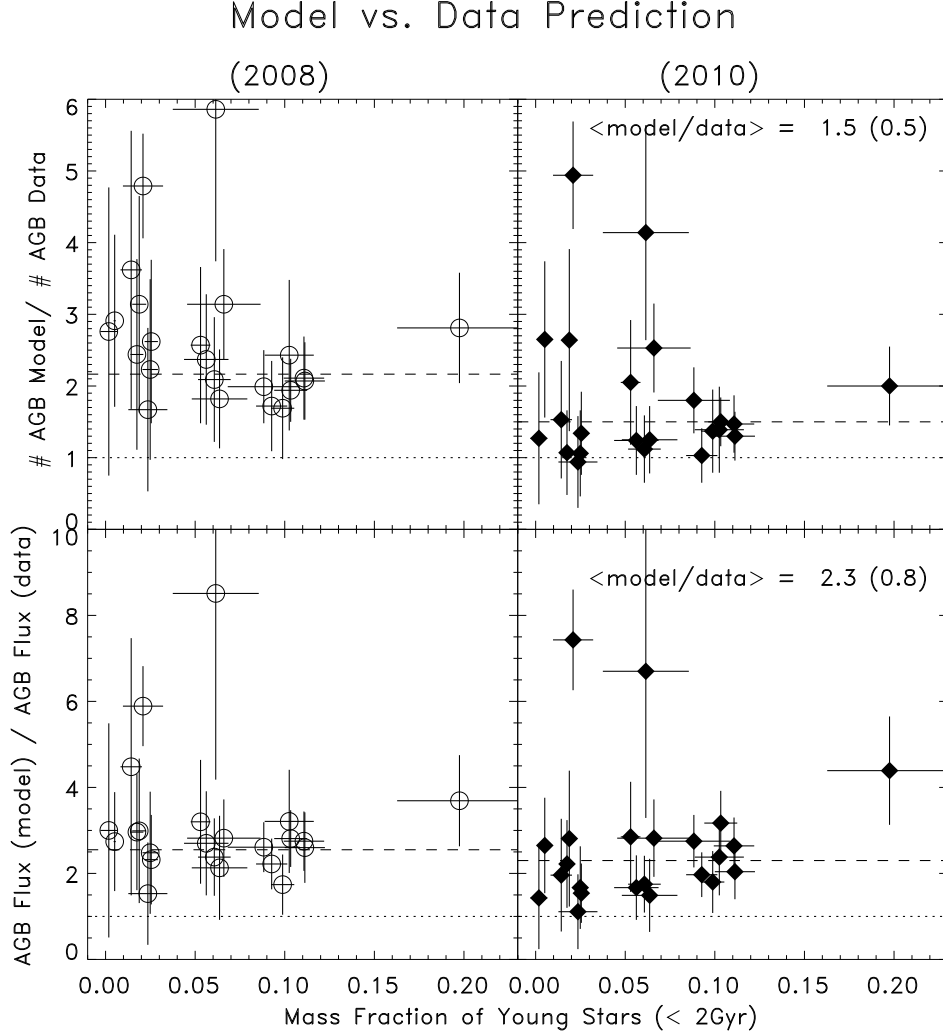 Model vs. Data Prediction
(2008)
(2010)
# AGB Model/ # AGB Data
6
5
4
3
2
1
0
<model/data> = 1.5 (0.5)
AGB Flux (model) / AGB Flux (data)
10
8
6
4
2
0
<model/data> = 2.3 (0.8)
0.00 0.05 0.10 0.15 0.20
0.00 0.05 0.10 0.15 0.20
Mass Fraction of Young Stars (< 2Gyr)